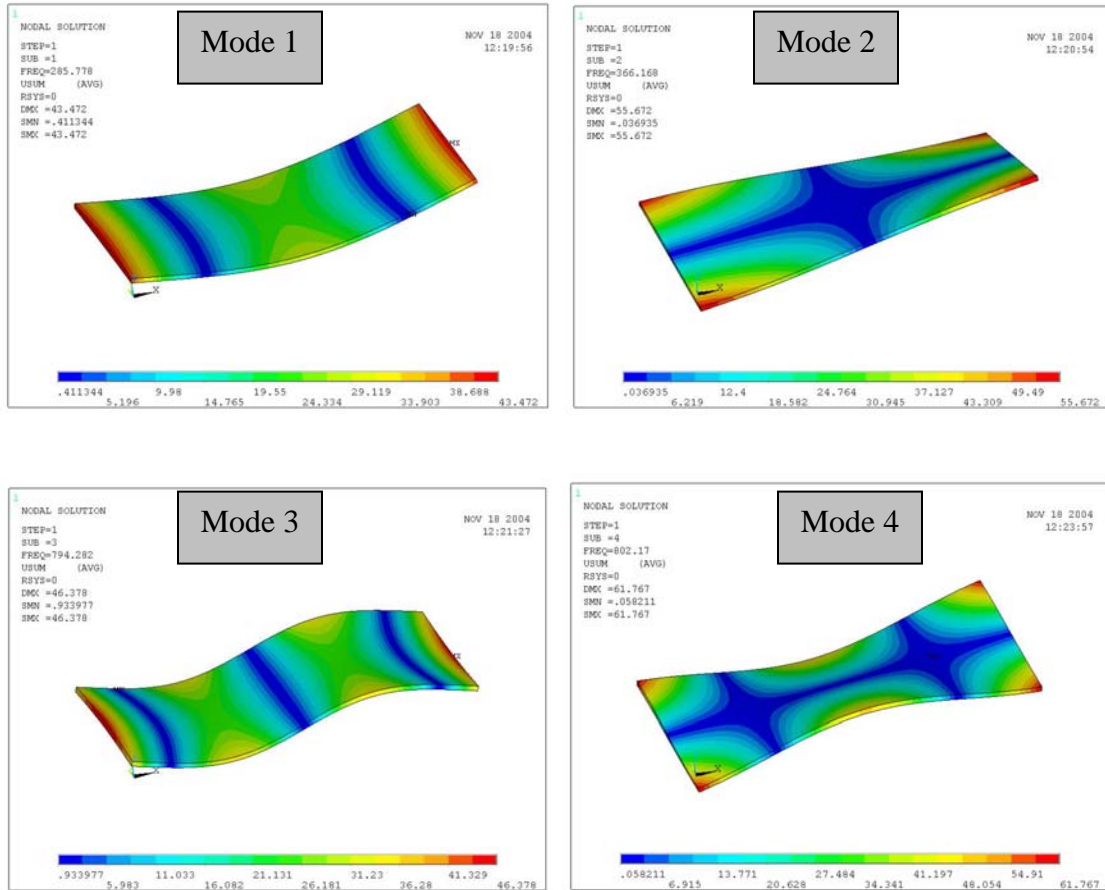 1
NODAL SOLUTION
STEP=1
SUB =1
FREQ=285.778
USUM (AVG)
RSYS=0
DMX =43.472
SMN =.411344
SMX =43.472
Mode 1
NOV 18 2004
12:19:56
MX
X
.411344 9.98 19.55 29.119 38.688
5.196 14.765 24.334 33.903 43.472
1
NODAL SOLUTION
STEP=1
SUB =2
FREQ=366.168
USUM (AVG)
RSYS=0
DMX =55.672
SMN =.036935
SMX =55.672
Mode 2
NOV 18 2004
12:20:54
X
.036935 12.4 24.764 37.127 49.49
6.219 18.582 30.945 43.309 55.672
1
NODAL SOLUTION
STEP=1
SUB =3
FREQ=794.282
USUM (AVG)
RSYS=0
DMX =46.378
SMN =.933977
SMX =46.378
Mode 3
NOV 18 2004
12:21:27
MX
X
.933977 11.033 21.131 31.23 41.329
5.983 16.082 26.181 36.28 46.378
1
NODAL SOLUTION
STEP=1
SUB =4
FREQ=802.17
USUM (AVG)
RSYS=0
DMX =61.767
SMN =.058211
SMX =61.767
Mode 4
NOV 18 2004
12:23:57
X
.058211 13.771 27.484 41.197 54.91
6.915 20.628 34.341 48.054 61.767